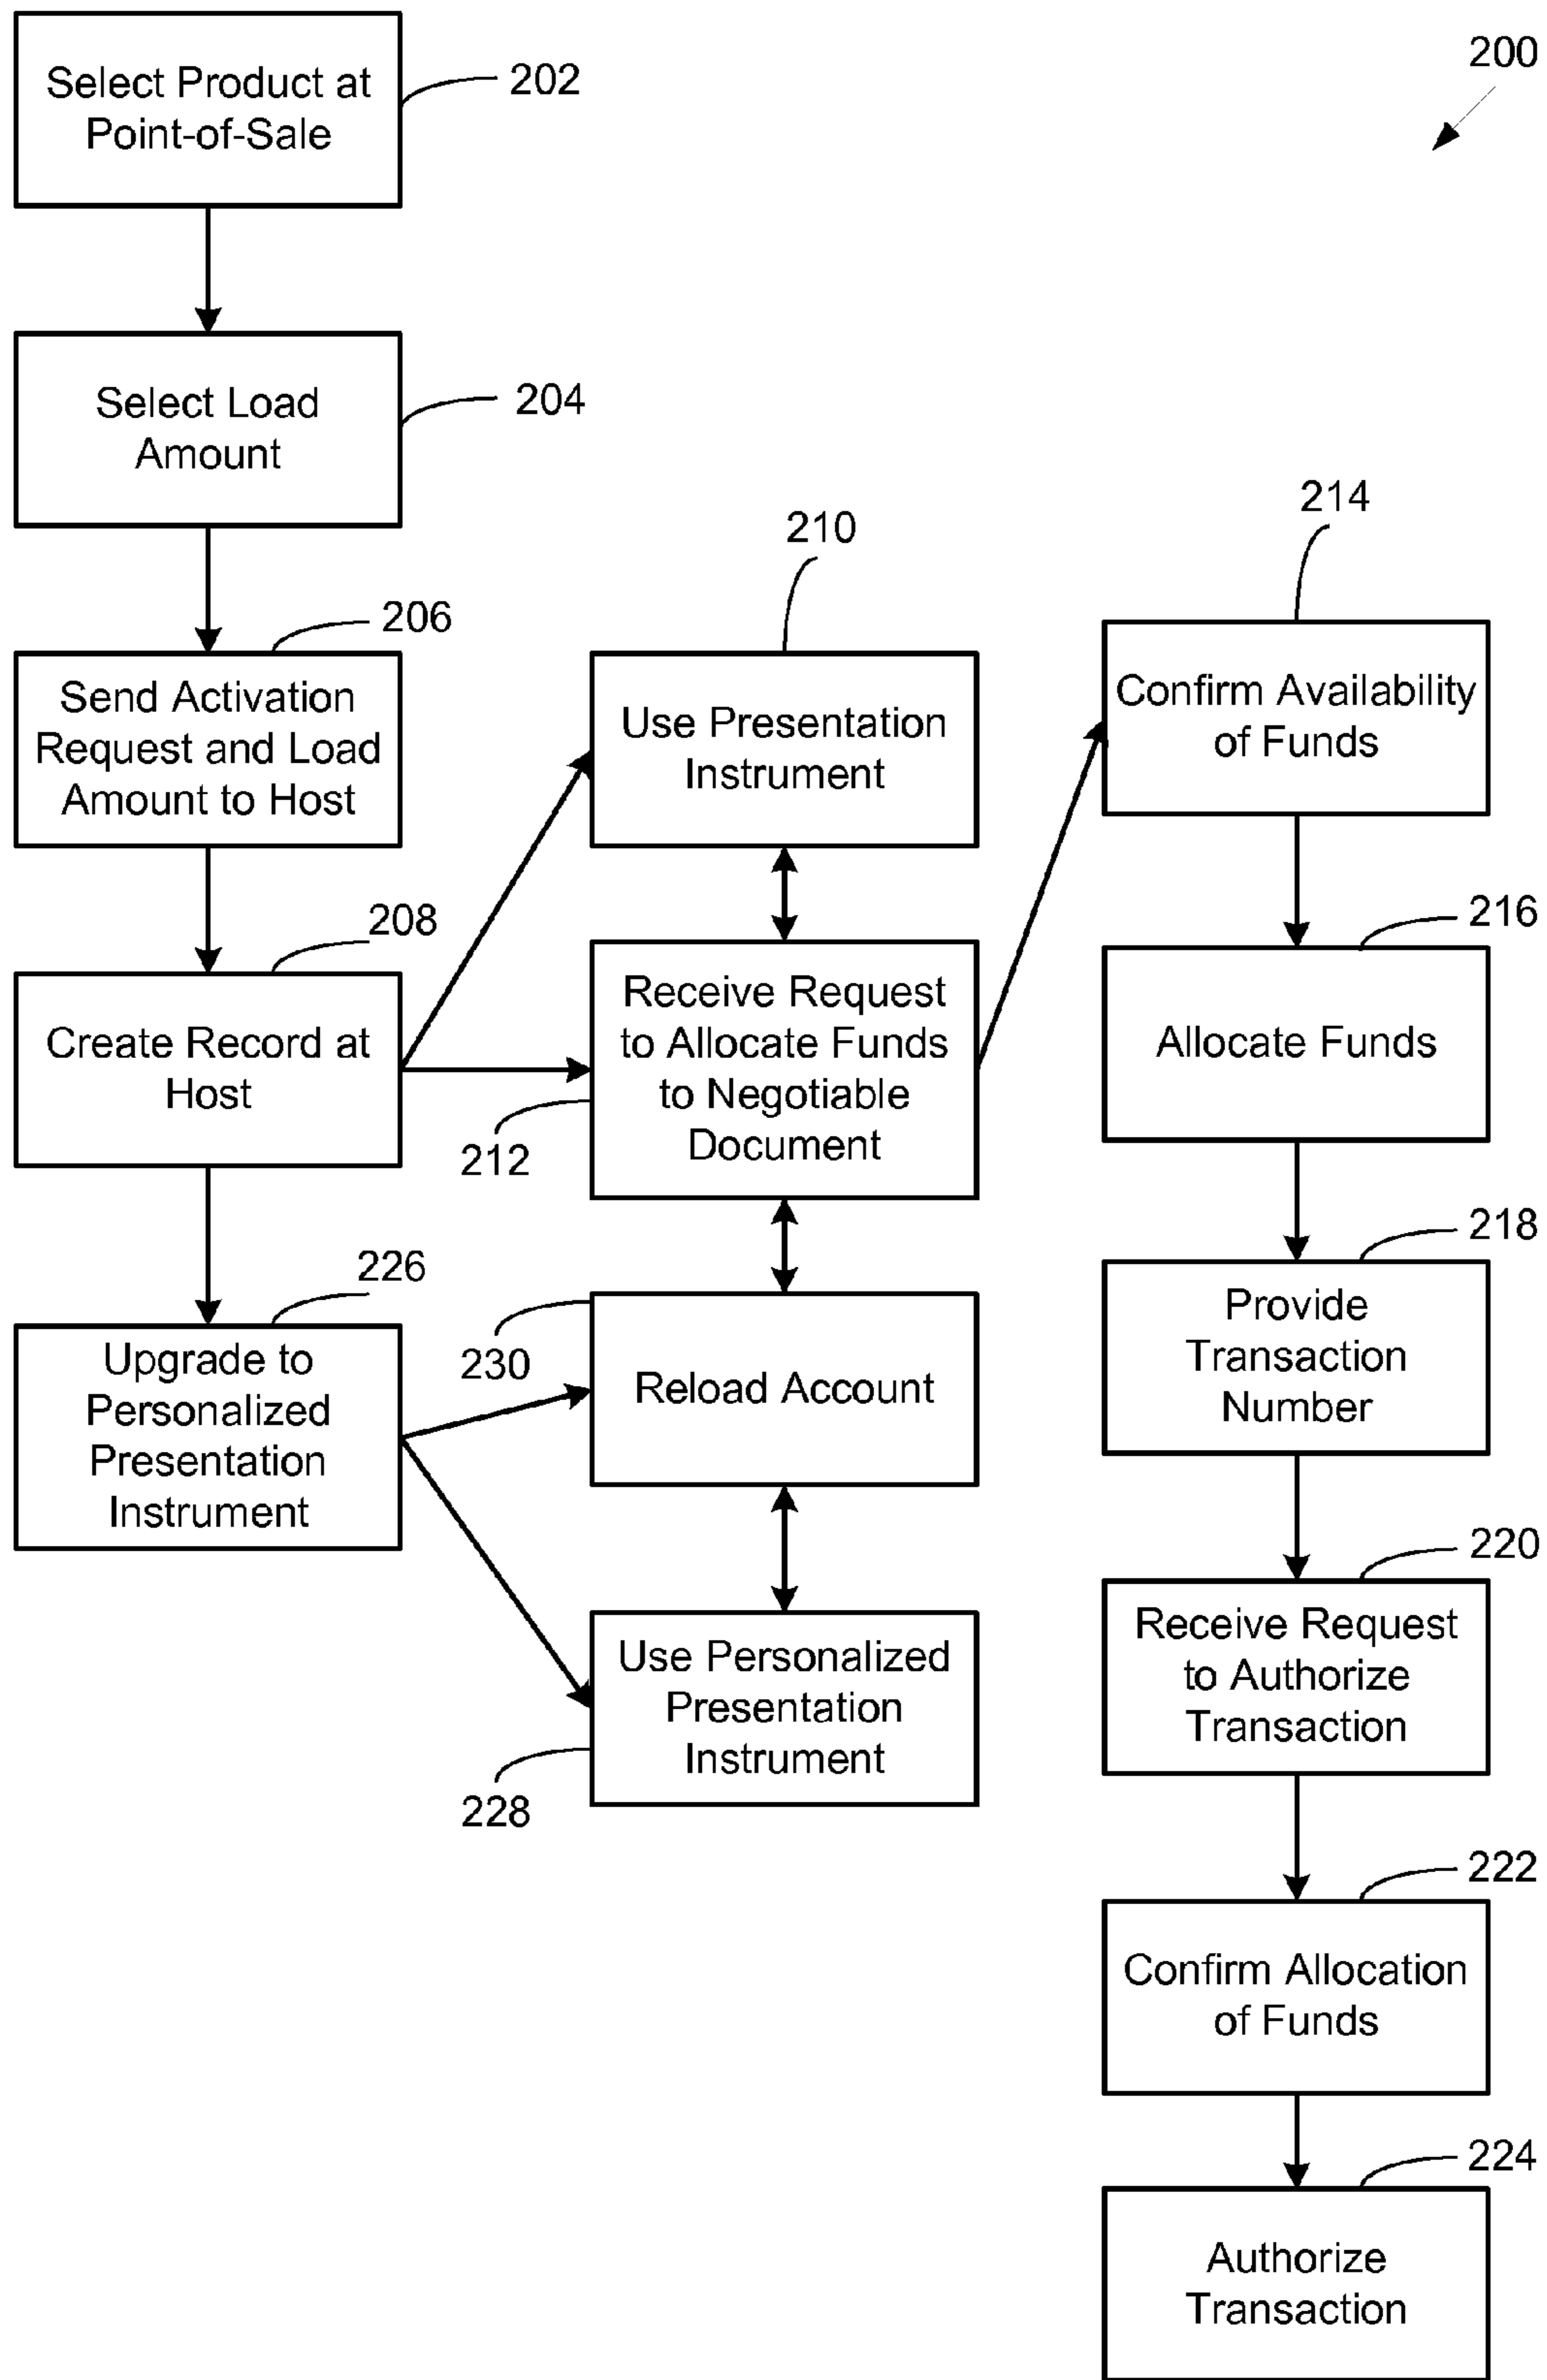 200
Select Product at
Point-of-Sale
202
Select Load
Amount
204
206
Send Activation
Request and Load
Amount to Host
208
Create Record at
Host
226
Upgrade to
Personalized
Presentation
Instrument
210
Use Presentation
Instrument
Receive Request
to Allocate Funds
to Negotiable
Document
212
230
Reload Account
Use Personalized
Presentation
Instrument
228
214
Confirm Availability
of Funds
216
Allocate Funds
218
Provide
Transaction
Number
220
Receive Request
to Authorize
Transaction
222
Confirm Allocation
of Funds
224
Authorize
Transaction